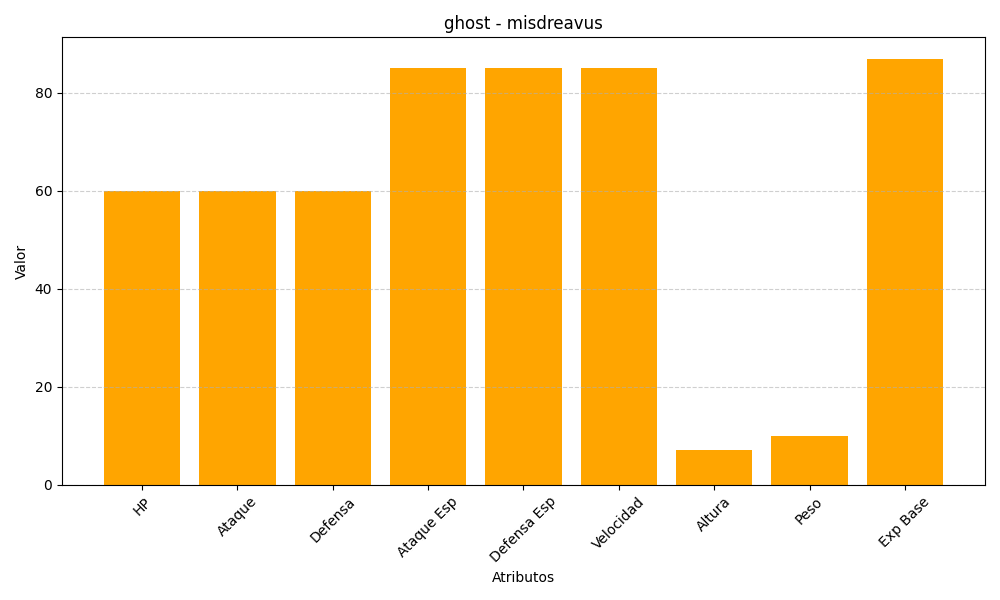 ghost - misdreavus
Valor
80
60
40
20
0
HP
Ataque
Defensa
Ataque Esp
Defensa Esp
Velocidad
Altura
Peso
Exp Base
Atributos